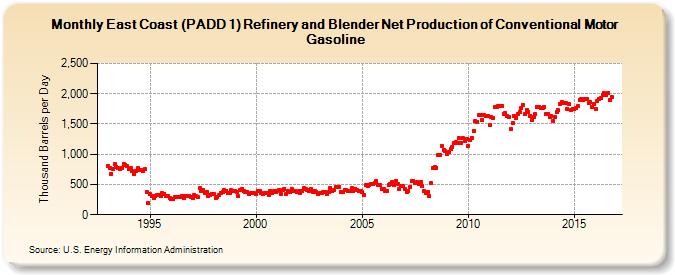 Monthly East Coast (PADD 1) Refinery and Blender Net Production of Conventional Motor
Gasoline
Thousand Barrels per Day
2,500
2,000
1,500
1,000
500
0
1995
2000
2005
2010
2015
Source: U.S. Energy Information Administration